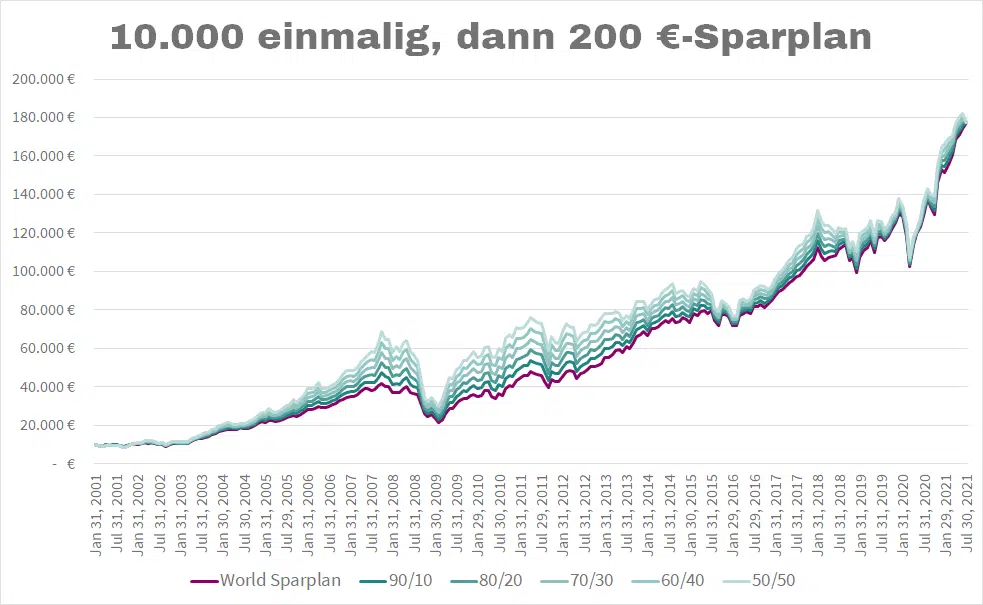 10.000 einmalig, dann 200 €-Sparplan
200.000 €
180.000 €
160.000 €
140.000 €
120.000 €
100.000 €
80.000 €
60.000 €
40.000 €
20.000 €
- €
Jan 31, 2001
Jul 31, 2001
Jan 31, 2002
Jul 31, 2002
Jan 31, 2003
Jul 31, 2003
Jan 30, 2004
Jul 30, 2004
Jan 31, 2005
Jul 29, 2005
Jan 31, 2006
Jul 31, 2006
Jan 31, 2007
Jul 31, 2007
Jan 31, 2008
Jul 31, 2008
Jan 30, 2009
Jul 31, 2009
Jan 29, 2010
Jul 30, 2010
Jan 31, 2011
Jul 29, 2011
Jan 31, 2012
Jul 31, 2012
Jan 31, 2013
Jul 31, 2013
Jan 31, 2014
Jul 31, 2014
Jan 30, 2015
Jul 31, 2015
Jan 29, 2016
Jul 29, 2016
Jan 31, 2017
Jul 31, 2017
Jan 31, 2018
Jul 31, 2018
Jan 31, 2019
Jul 31, 2019
Jan 31, 2020
Jul 31, 2020
Jan 29, 2021
Jul 30, 2021
World Sparplan 90/10 80/20 70/30 60/40 50/50